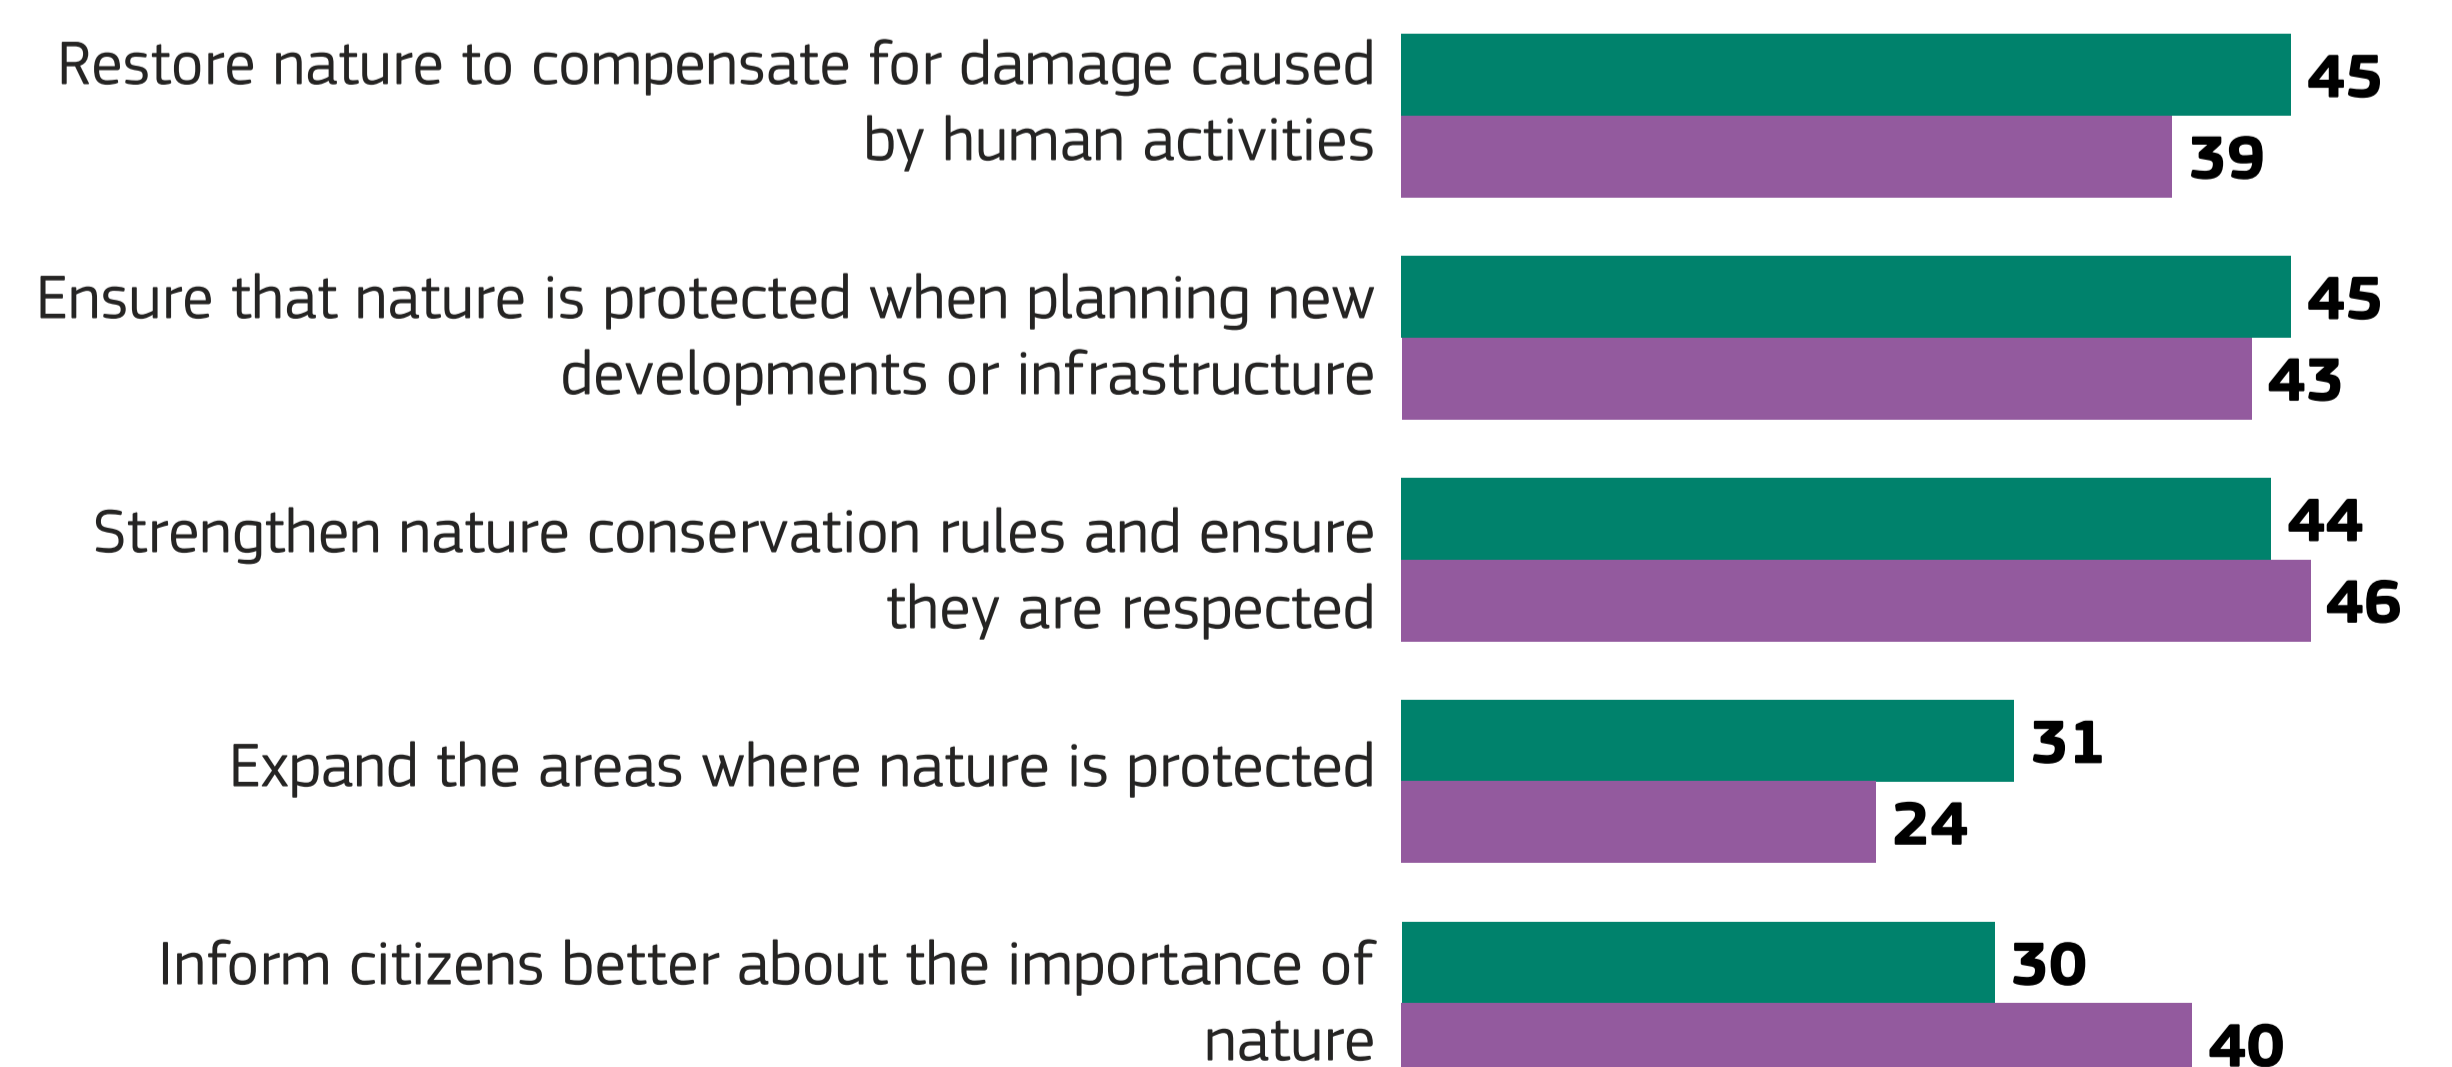 Restore nature to compensate for damage caused
by human activities
45
39
Ensure that nature is protected when planning new
developments or infrastructure
45
43
Strengthen nature conservation rules and ensure
they are respected
44
46
Expand the areas where nature is protected
31
24
Inform citizens better about the importance of
nature
30
40